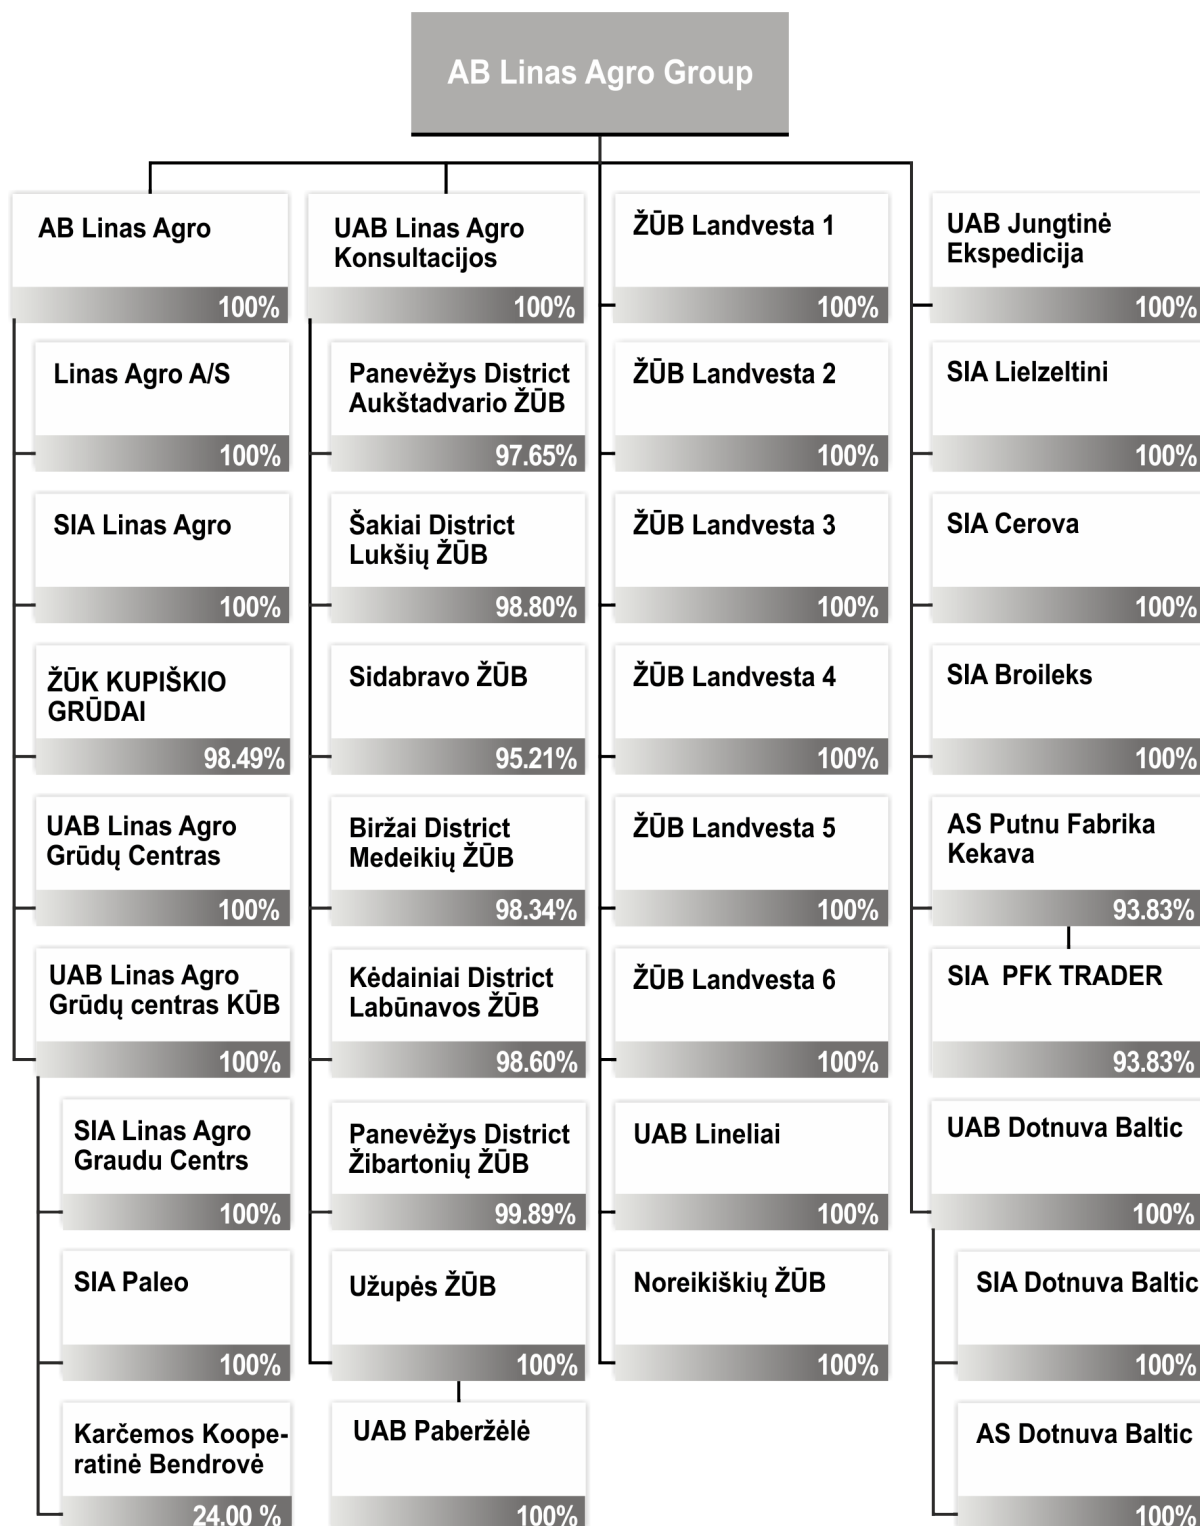 AB Linas Agro Group
AB Linas Agro
100%
Linas Agro A/S
100%
SIA Linas Agro
100%
ŽŪK KUPIŠKIO
GRŪDAI
98.49%
UAB Linas Agro
Grūdų Centras
100%
UAB Linas Agro
Grūdų centras KŪB
100%
SIA Linas Agro
Graudu Centrs
100%
SIA Paleo
100%
Karčemos Koope-
ratinė Bendrovė
24.00 %
UAB Linas Agro
Konsultacijos
100%
Panevėžys District
Aukštadvario ŽŪB
97.65%
Šakiai District
Lukšių ŽŪB
98.80%
Sidabravo ŽŪB
95.21%
Biržai District
Medeikių ŽŪB
98.34%
Kėdainiai District
Labūnavos ŽŪB
98.60%
Panevėžys District
Žibartonių ŽŪB
99.89%
Užupės ŽŪB
100%
UAB Paberžėlė
100%
ŽŪB Landvesta 1
100%
ŽŪB Landvesta 2
100%
ŽŪB Landvesta 3
100%
ŽŪB Landvesta 4
100%
ŽŪB Landvesta 5
100%
ŽŪB Landvesta 6
100%
UAB Lineliai
100%
Noreikiškių ŽŪB
100%
UAB Jungtinė
Ekspedicija
100%
SIA Lielzeltini
100%
SIA Cerova
100%
SIA Broileks
100%
AS Putnu Fabrika
Kekava
93.83%
SIA PFK TRADER
93.83%
UAB Dotnuva Baltic
100%
SIA Dotnuva Baltic
100%
AS Dotnuva Baltic
100%